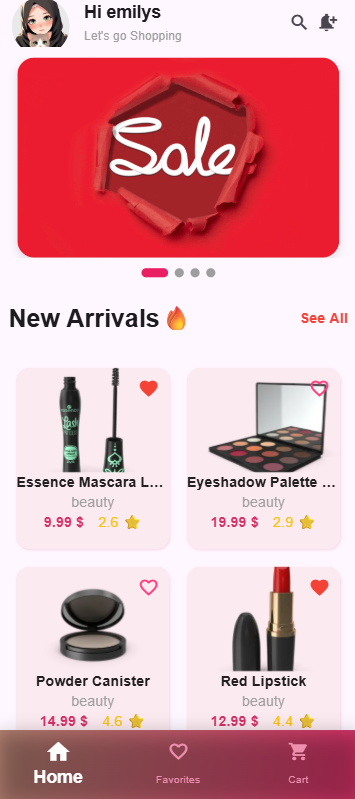 Hi emilys
Let's go Shopping
Sale
New Arrivals 🔥
See All
essence
Lash
Essence Mascara L...
beauty
9.99 $ 2.6
Eyeshadow Palette ...
beauty
19.99 $ 2.9
Powder Canister
beauty
14.99 $ 4.6
Red Lipstick
beauty
12.99 $ 4.4
Home
Favorites
Cart